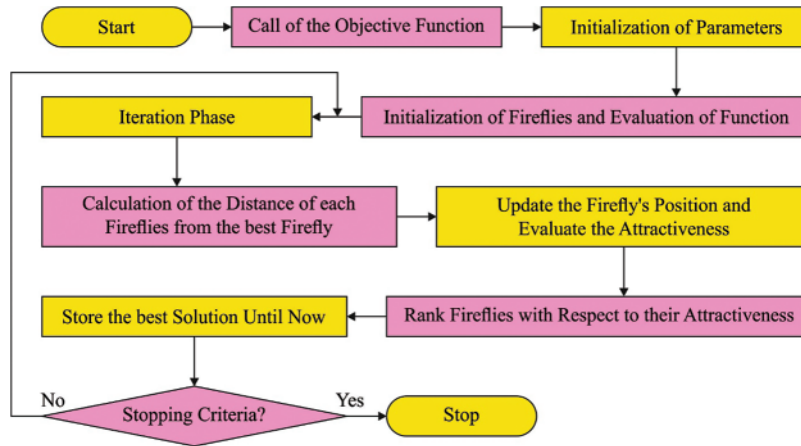 Start
Call of the Objective Function
Initialization of Parameters
Initialization of Fireflies and Evaluation of Function
Iteration Phase
Calculation of the Distance of each
Fireflies from the best Firefly
Update the Firefly's Position and
Evaluate the Attractiveness
Rank Fireflies with Respect to their Attractiveness
Store the best Solution Until Now
Stopping Criteria?
No
Yes
Stop